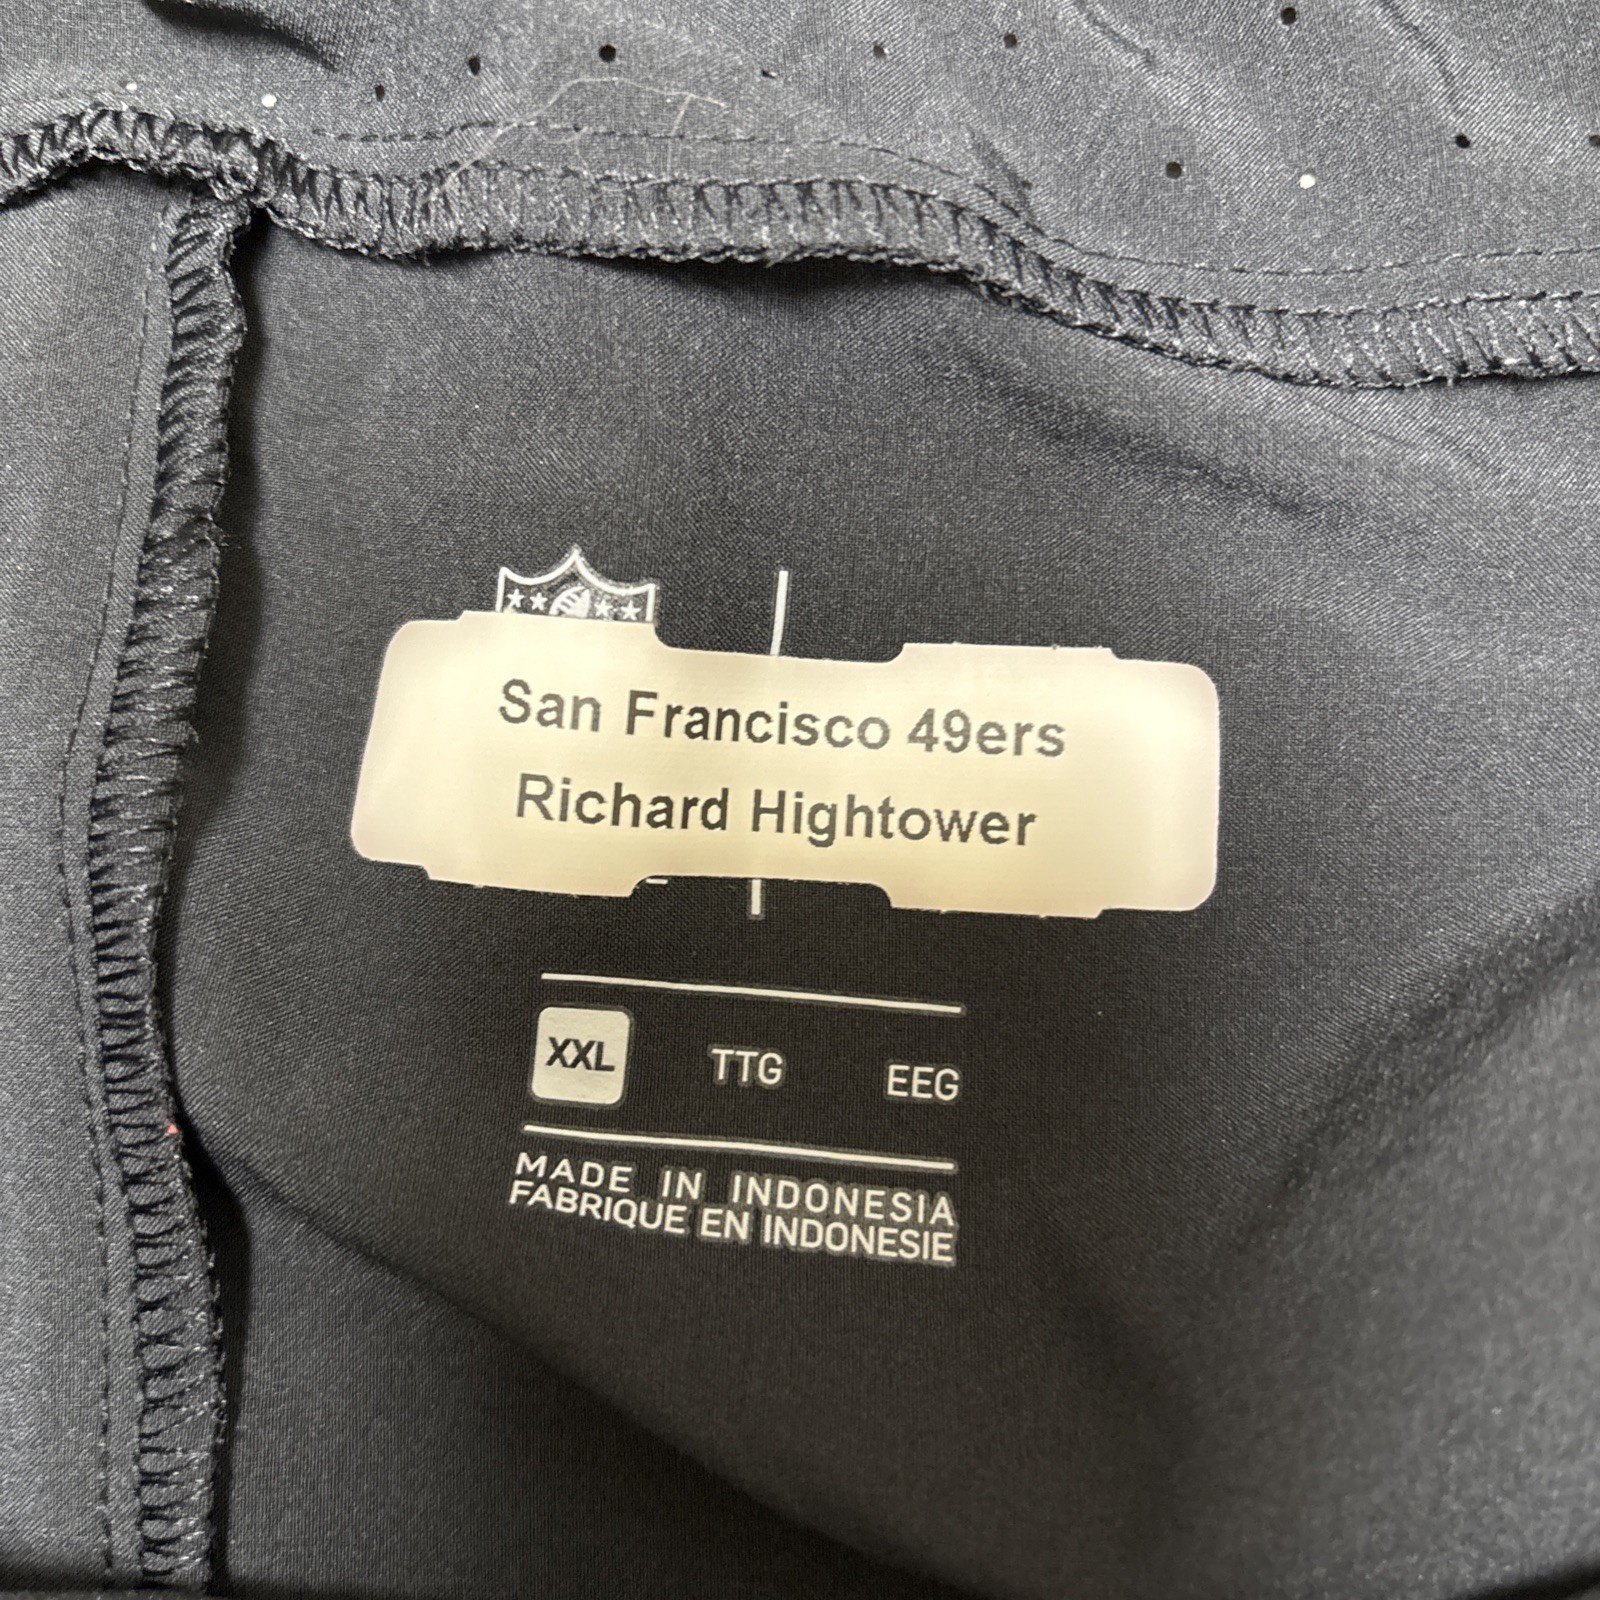 San Francisco 49ers
Richard Hightower
XXL TTG EEG
MADE IN INDONESIA
FABRIQUE EN INDONESIE